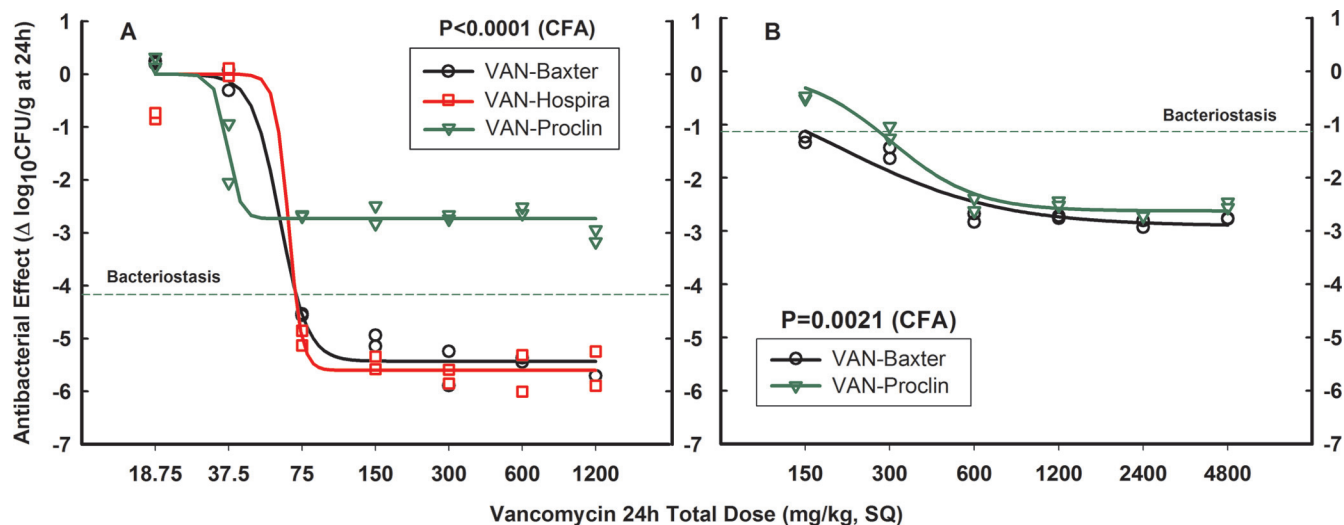 A
P<0.0001 (CFA)
VAN-Baxter
VAN-Hospira
VAN-Proclin
Bacteriostasis
1
0
-1
-2
-3
-4
-5
-6
-7
18.75 37.5 75 150 300 600 1200
Antibacterial Effect (Δ log₁₀CFU/g at 24h)
1
0
-1
-2
-3
-4
-5
-6
-7
B
Bacteriostasis
P=0.0021 (CFA)
VAN-Baxter
VAN-Proclin
150 300 600 1200 2400 4800
1
0
-1
-2
-3
-4
-5
-6
-7
Vancomycin 24h Total Dose (mg/kg, SQ)